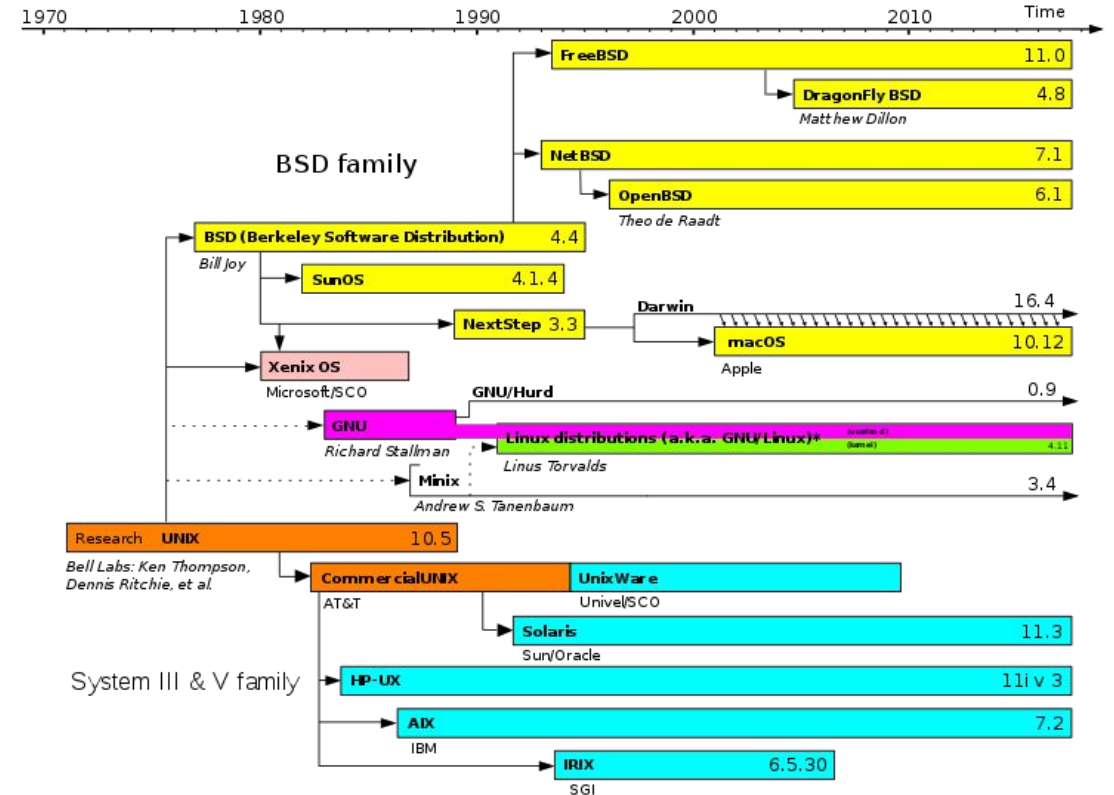 1970 1980 1990 2000 2010 Time
FreeBSD 11.0
DragonFly BSD 4.8
Matthew Dillon
BSD family
NetBSD 7.1
OpenBSD 6.1
Theo de Raadt
BSD (Berkeley Software Distribution) 4.4
Bill Joy
SunOS 4.1.4
Darwin 16.4
NextStep 3.3
macOS 10.12
Apple
Xenix OS
Microsoft/SCO
GNU/Hurd 0.9
GNU
Richard Stallman
Linux distributions (a.k.a. GNU/Linux)*
(kernel) 4.11
Linus Torvalds
Minix 3.4
Andrew S. Tanenbaum
Research UNIX 10.5
Bell Labs: Ken Thompson,
Dennis Ritchie, et al.
CommercialUNIX UnixWare
AT&T Univel/SCO
Solaris 11.3
Sun/Oracle
System III & V family
HP-UX 11i v 3
AIX 7.2
IBM
IRIX 6.5.30
SGI